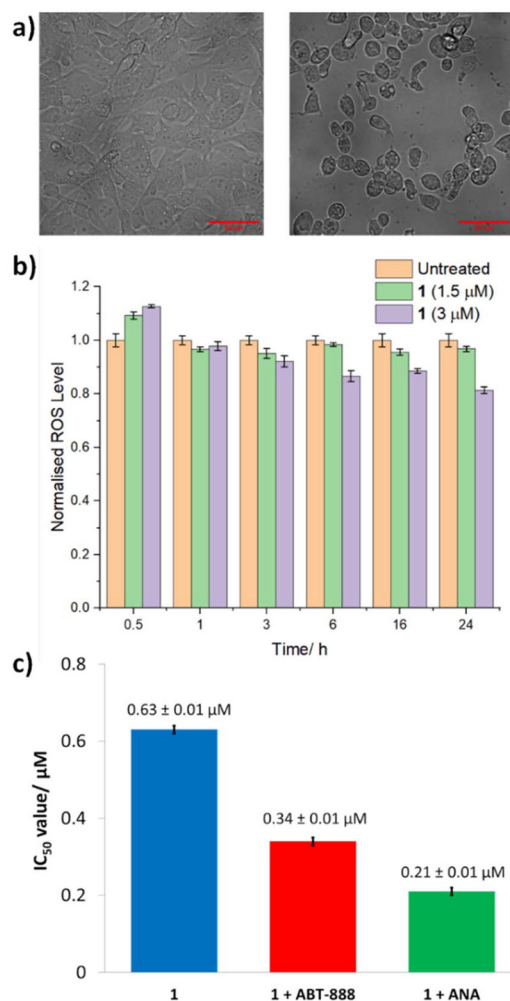 a)
b)
Untreated
1 (1.5 μM)
1 (3 μM)
1.2
1.0
0.8
0.6
0.4
0.2
0.0
Normalised ROS Level
0.5 1 3 6 16 24
Time/ h
c)
0.8
0.6
0.4
0.2
0
IC50 value/ μM
0.63 ± 0.01 μM
0.34 ± 0.01 μM
0.21 ± 0.01 μM
1 1 + ABT-888 1 + ANA